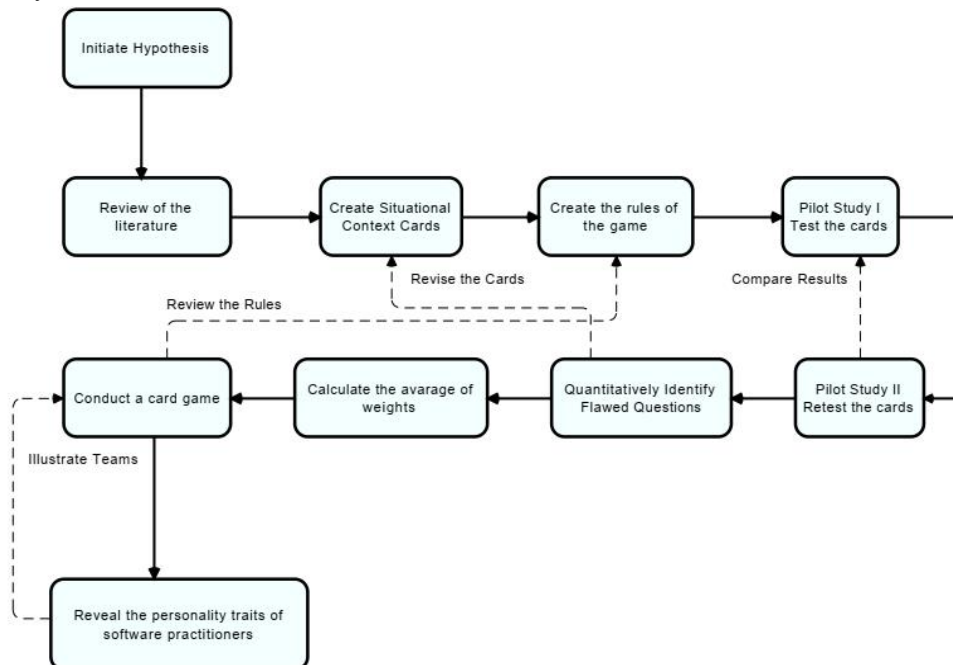 Initiate Hypothesis
Review of the
literature
Create Situational
Context Cards
Create the rules of
the game
Pilot Study I
Test the cards
Revise the Cards
Compare Results
Review the Rules
Conduct a card game
Calculate the avarage of
weights
Quantitatively Identify
Flawed Questions
Pilot Study II
Retest the cards
Illustrate Teams
Reveal the personality traits of
software practitioners